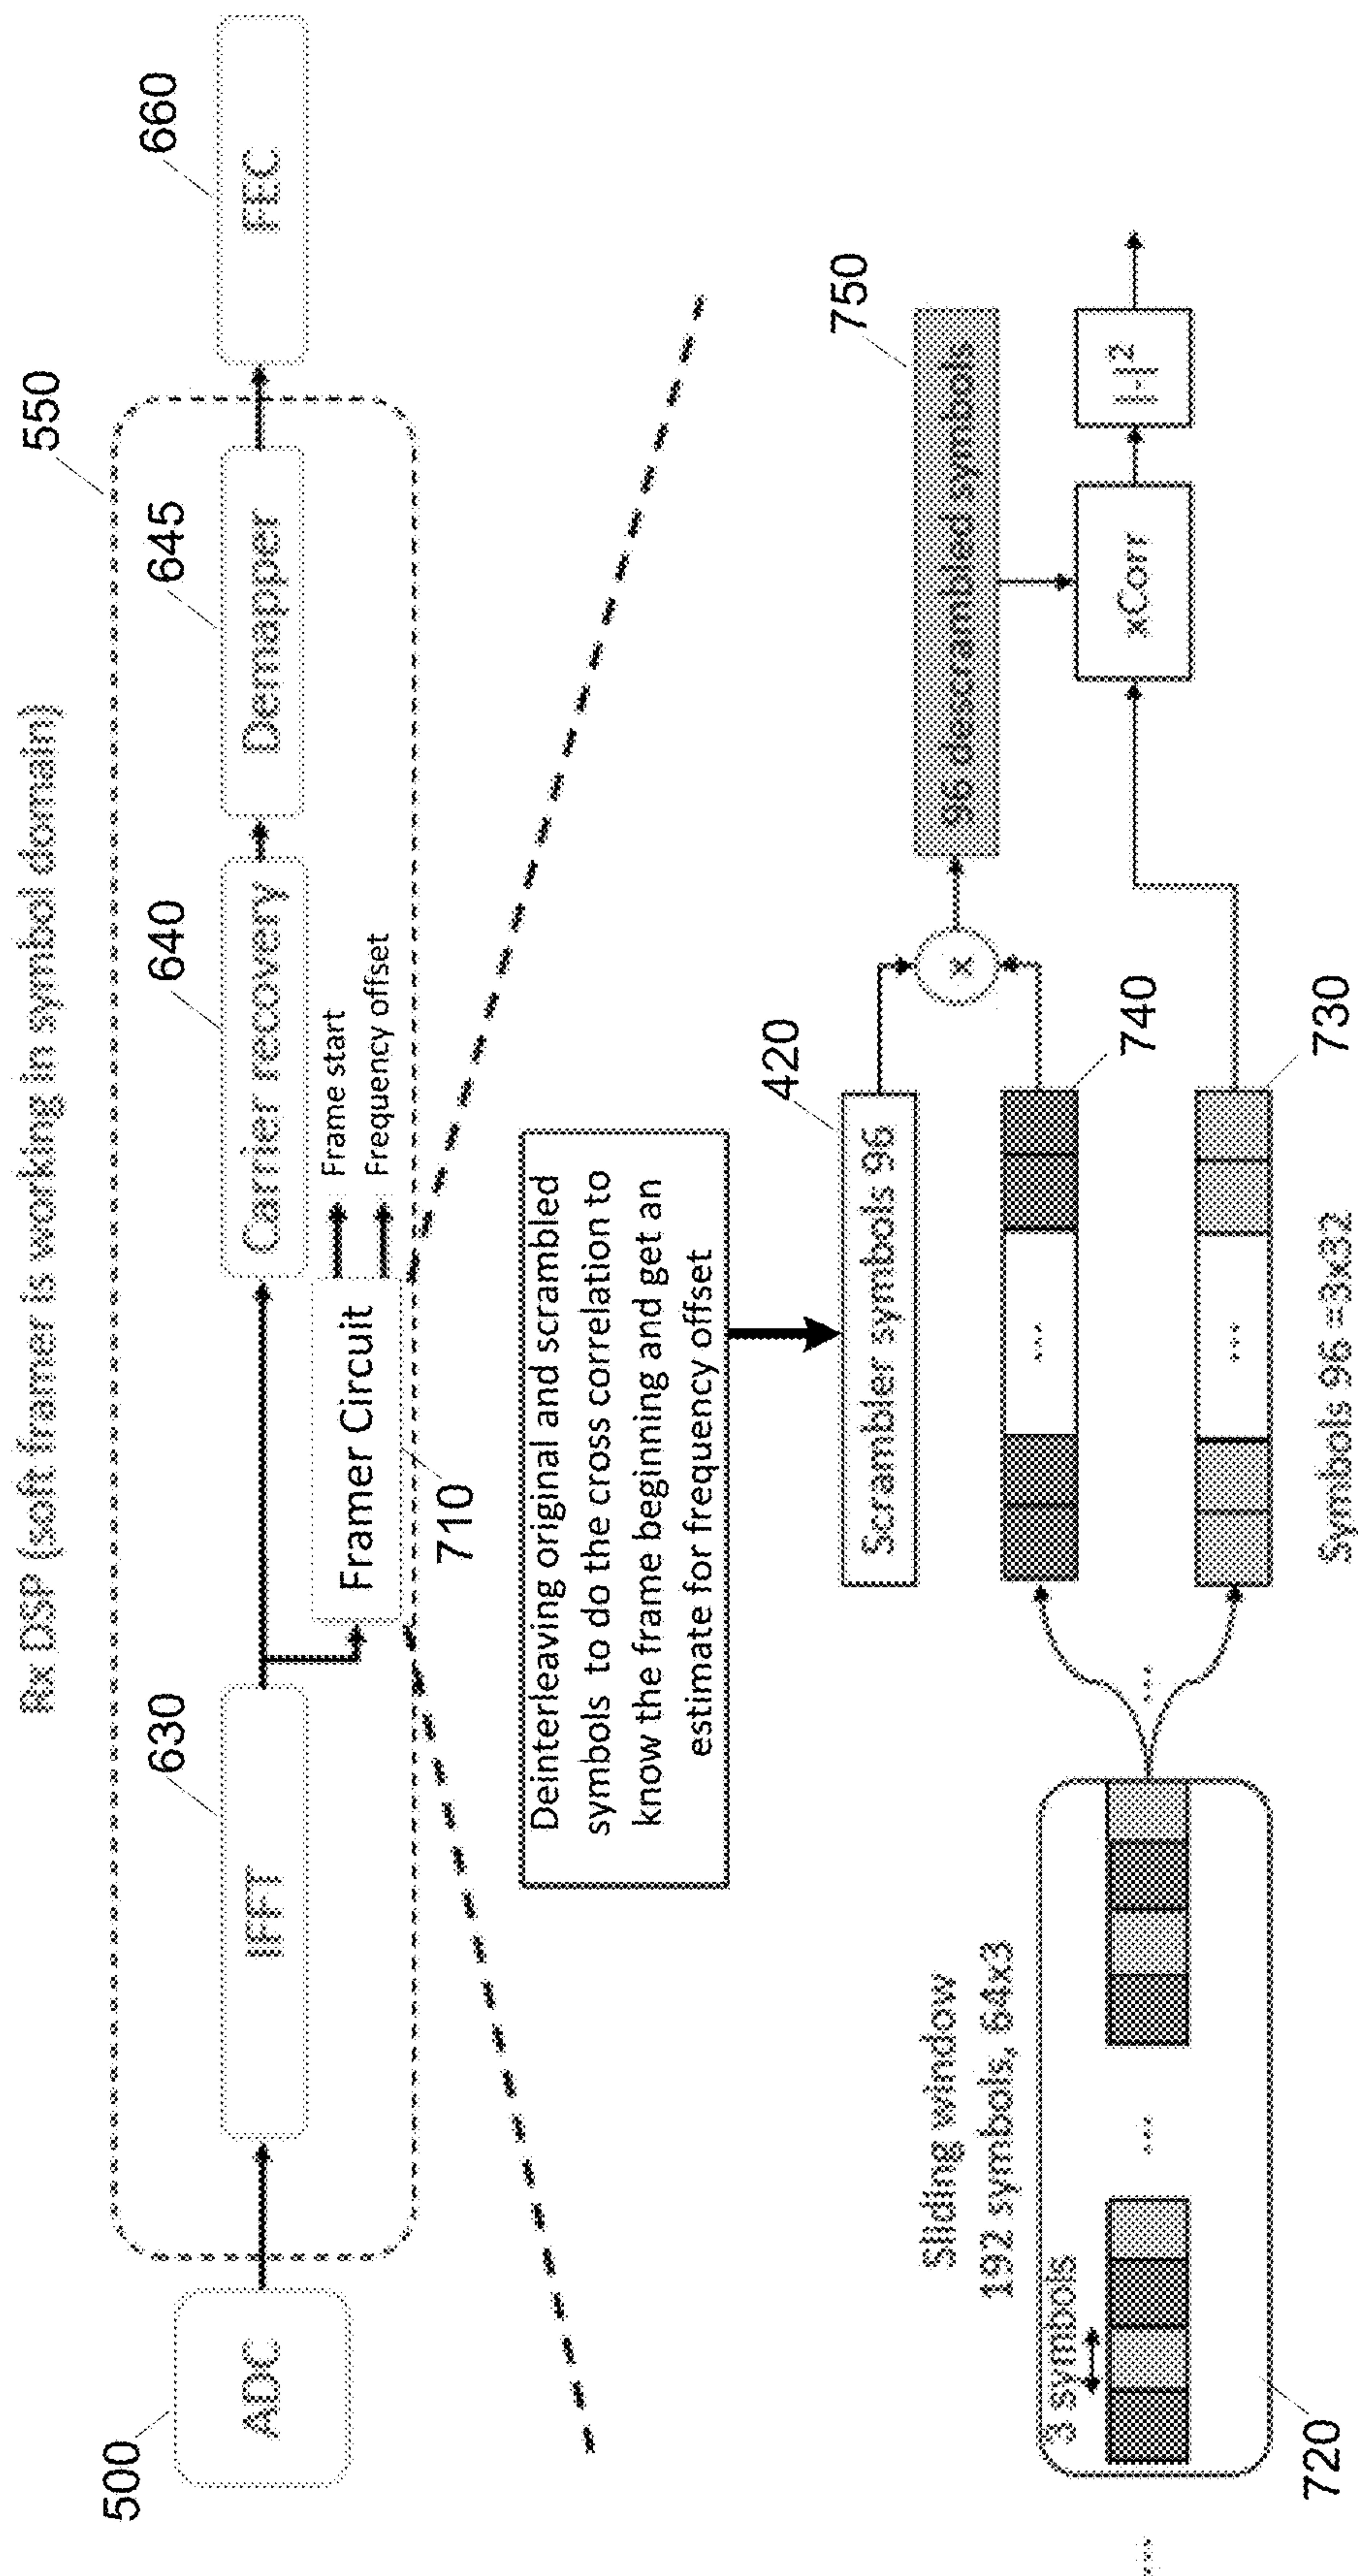 Rx DSP (soft framer is working in symbol domain)
550
500
630
640
645
660
ADC
IFFT
Carrier recovery
Demapper
FEC
Framer Circuit
Frame start
Frequency offset
710
Deinterleaving original and scrambled
symbols to do the cross correlation to
know the frame beginning and get an
estimate for frequency offset
420
750
Scrambler symbols 96
96 descrambled symbols
x
Sliding window
192 symbols, 64x3
3 symbols
...
...
...
...
...
740
xCorr
|·|²
720
730
Symbols 96 =3x32